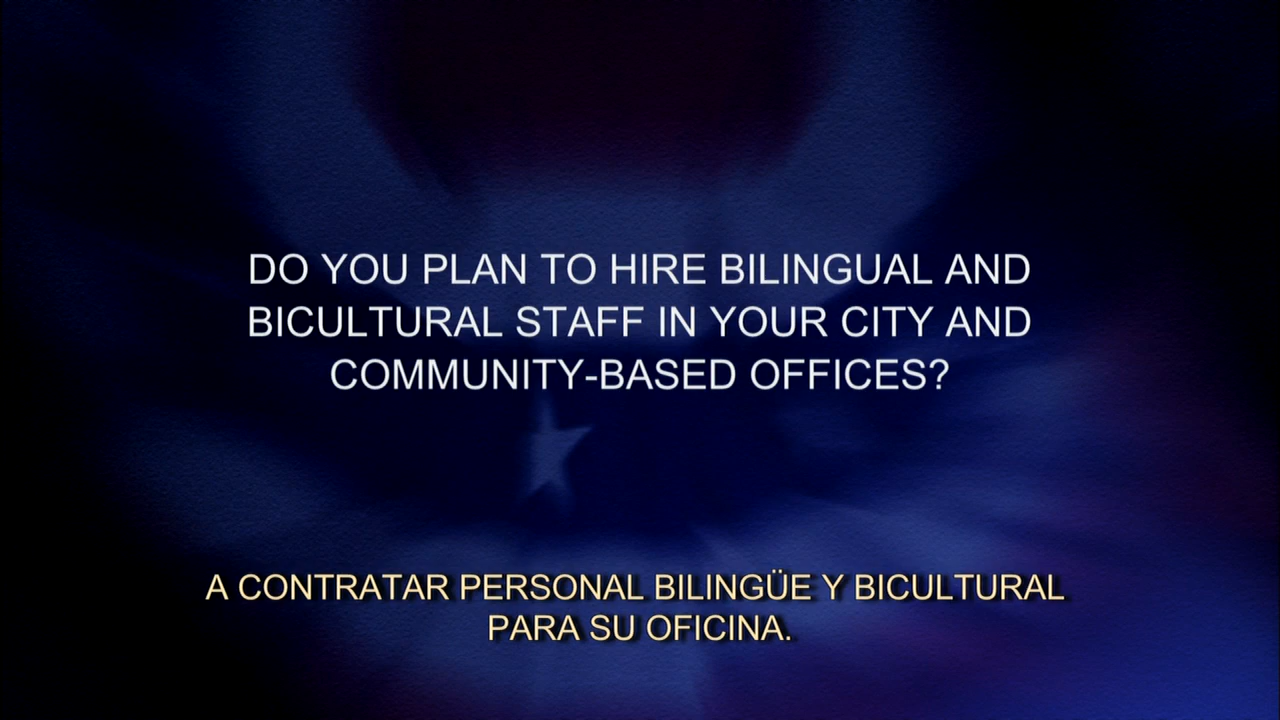 DO YOU PLAN TO HIRE BILINGUAL AND
BICULTURAL STAFF IN YOUR CITY AND
COMMUNITY-BASED OFFICES?
A CONTRATAR PERSONAL BILINGÜE Y BICULTURAL
PARA SU OFICINA.